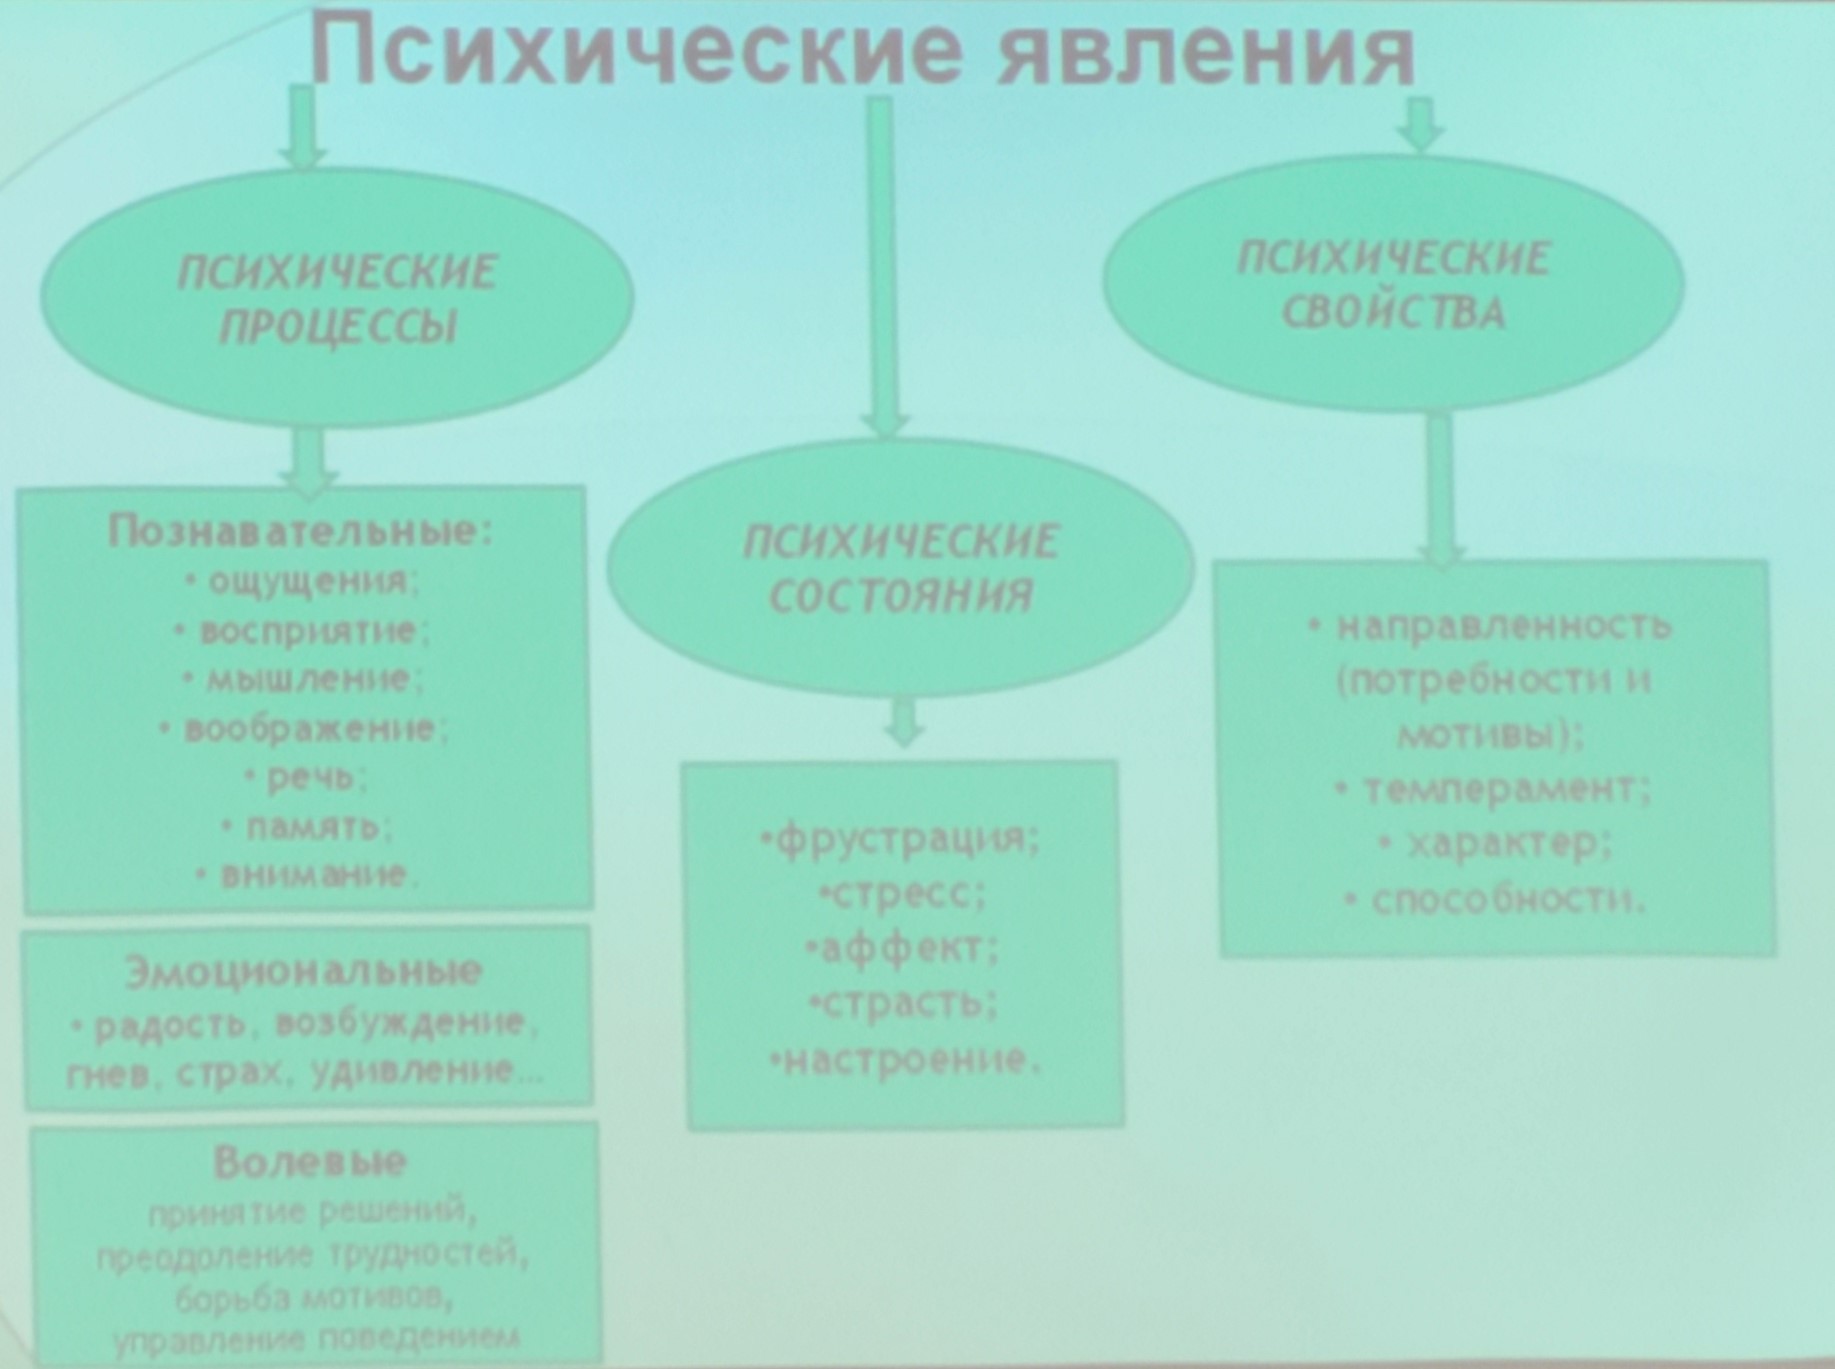 Психические явления
ПСИХИЧЕСКИЕ
ПРОЦЕССЫ
Познавательные:
• ощущения;
• восприятие;
• мышление;
• воображение;
• речь;
• память;
• внимание.
Эмоциональные
• радость, возбуждение,
гнев, страх, удивление...
Волевые
принятие решений,
преодоление трудностей,
борьба мотивов,
управление поведением
ПСИХИЧЕСКИЕ
СОСТОЯНИЯ
•фрустрация;
•стресс;
•аффект;
•страсть;
•настроение.
ПСИХИЧЕСКИЕ
СВОЙСТВА
• направленность
(потребности и
мотивы);
• темперамент;
• характер;
• способности.